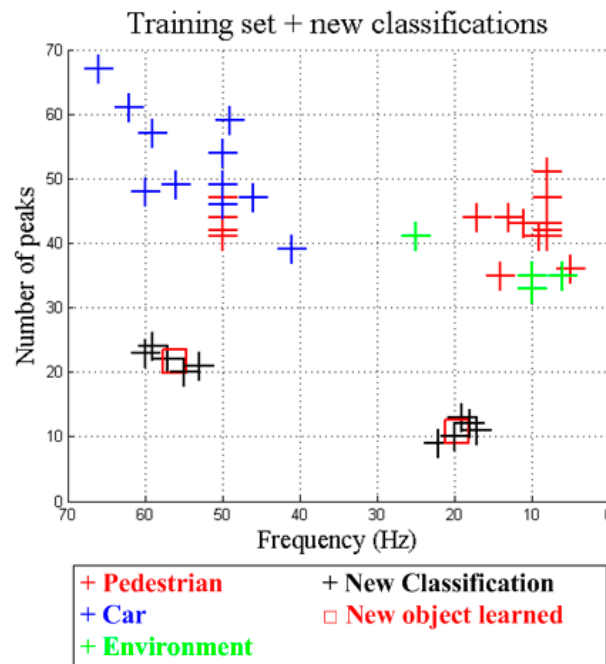 Training set + new classifications
70
60
50
40
30
20
10
0
Number of peaks
70 60 50 40 30 20 10 0
Frequency (Hz)
+ Pedestrian
+ Car
+ Environment
+ New Classification
□ New object learned